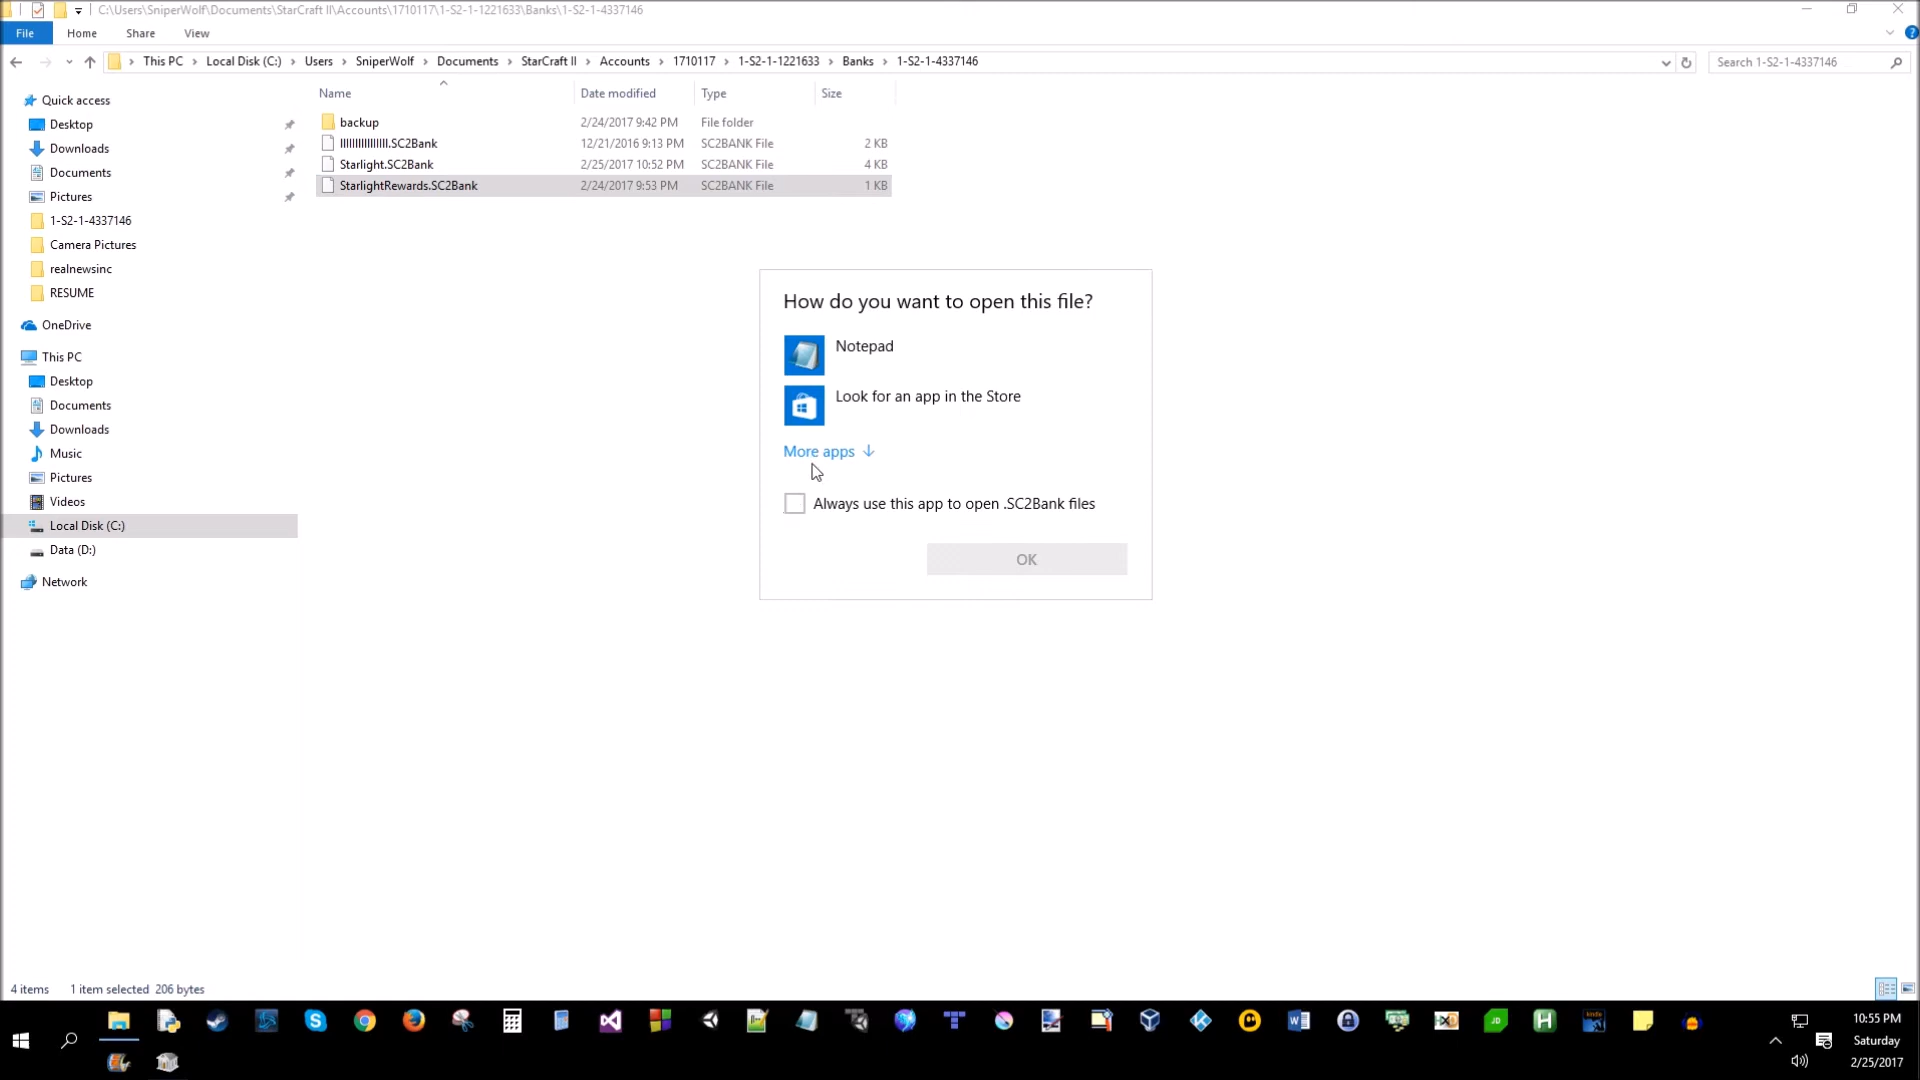 C:\Users\SniperWolf\Documents\StarCraft II\Accounts\1710117\1-S2-1-1221633\Banks\1-S2-1-4337146
File Home Share View
This PC Local Disk (C:) Users SniperWolf Documents StarCraft II Accounts 1710117 1-S2-1-1221633 Banks 1-S2-1-4337146
Search 1-S2-1-4337146
Quick access
Desktop
Downloads
Documents
Pictures
1-S2-1-4337146
Camera Pictures
realnewsinc
RESUME
OneDrive
This PC
Desktop
Documents
Downloads
Music
Pictures
Videos
Local Disk (C:)
Data (D:)
Network
Name Date modified Type Size
backup 2/24/2017 9:42 PM File folder
12/21/2016 9:13 PM SC2BANK File 2 KB
Starlight.SC2Bank 2/25/2017 10:52 PM SC2BANK File 4 KB
StarlightRewards.SC2Bank 2/24/2017 9:53 PM SC2BANK File 1 KB
How do you want to open this file?
Notepad
Look for an app in the Store
More apps
Always use this app to open .SC2Bank files
OK
4 items 1 item selected 206 bytes
10:55 PM
Saturday
2/25/2017